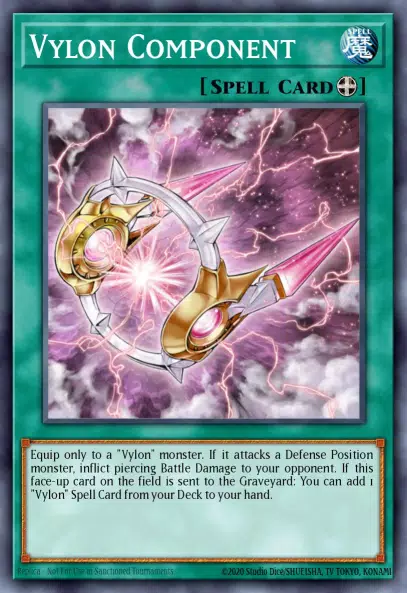 Vylon Component
SPELL
魔
[Spell Card]
Equip only to a "Vylon" monster. If it attacks a Defense Position
monster, inflict piercing Battle Damage to your opponent. If this
face-up card on the field is sent to the Graveyard: You can add 1
"Vylon" Spell Card from your Deck to your hand.
Replica - Not For Use in Sanctioned Tournaments
©2020 Studio Dice/SHUEISHA, TV TOKYO, KONAMI